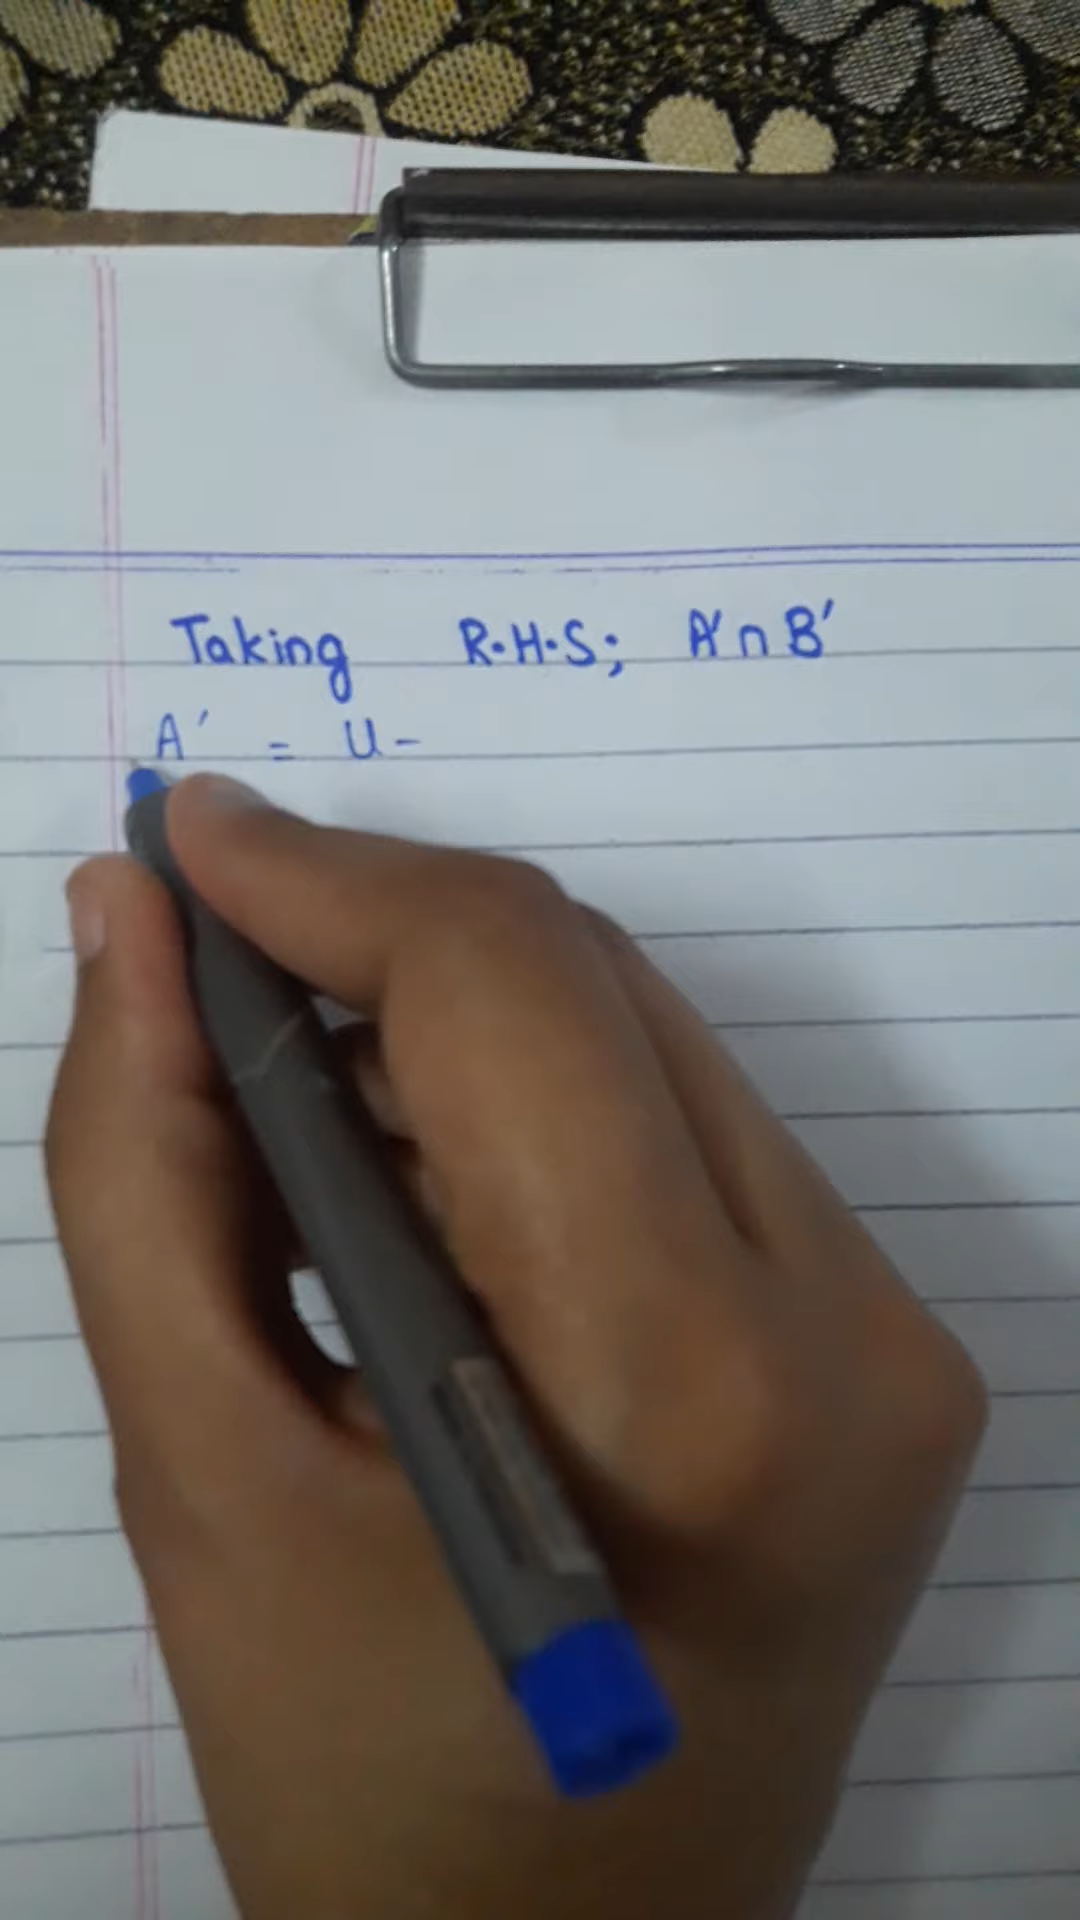 Taking R.H.S; A'∩B'
A' = U -